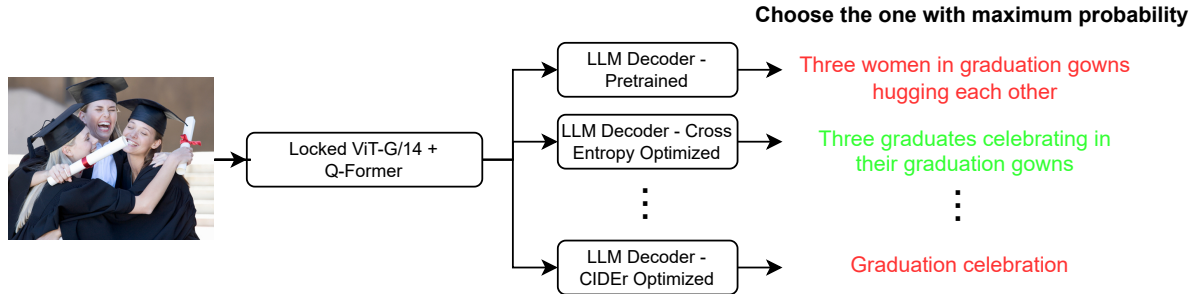 Choose the one with maximum probability
LLM Decoder -
Pretrained
Three women in graduation gowns
hugging each other
Locked ViT-G/14 +
Q-Former
LLM Decoder - Cross
Entropy Optimized
Three graduates celebrating in
their graduation gowns
LLM Decoder -
CIDEr Optimized
Graduation celebration